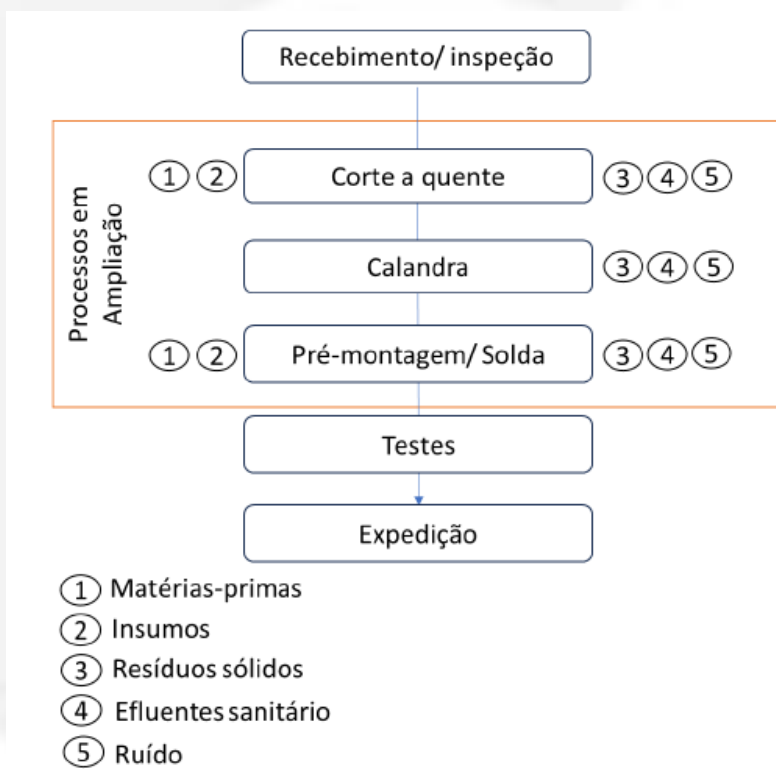 Recebimento/ inspeção
Processos em
Ampliação
1 2 Corte a quente 3 4 5
Calandra 3 4 5
1 2 Pré-montagem/ Solda 3 4 5
Testes
Expedição
1 Matérias-primas
2 Insumos
3 Resíduos sólidos
4 Efluentes sanitário
5 Ruído